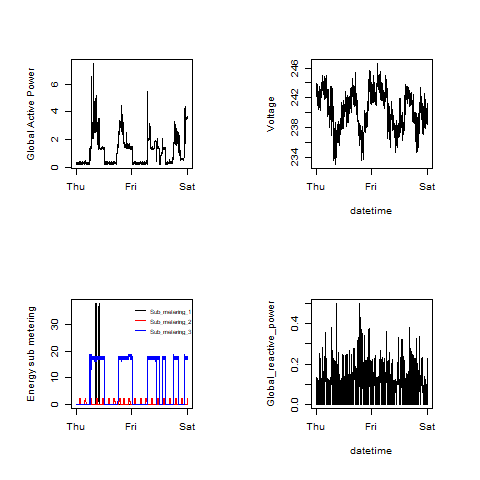 Global Active Power
6
4
2
0
Thu Fri Sat
Voltage
246
242
238
234
Thu Fri Sat
datetime
Energy sub metering
30
20
10
0
Sub_metering_1
Sub_metering_2
Sub_metering_3
Thu Fri Sat
Global_reactive_power
0.4
0.2
0.0
Thu Fri Sat
datetime